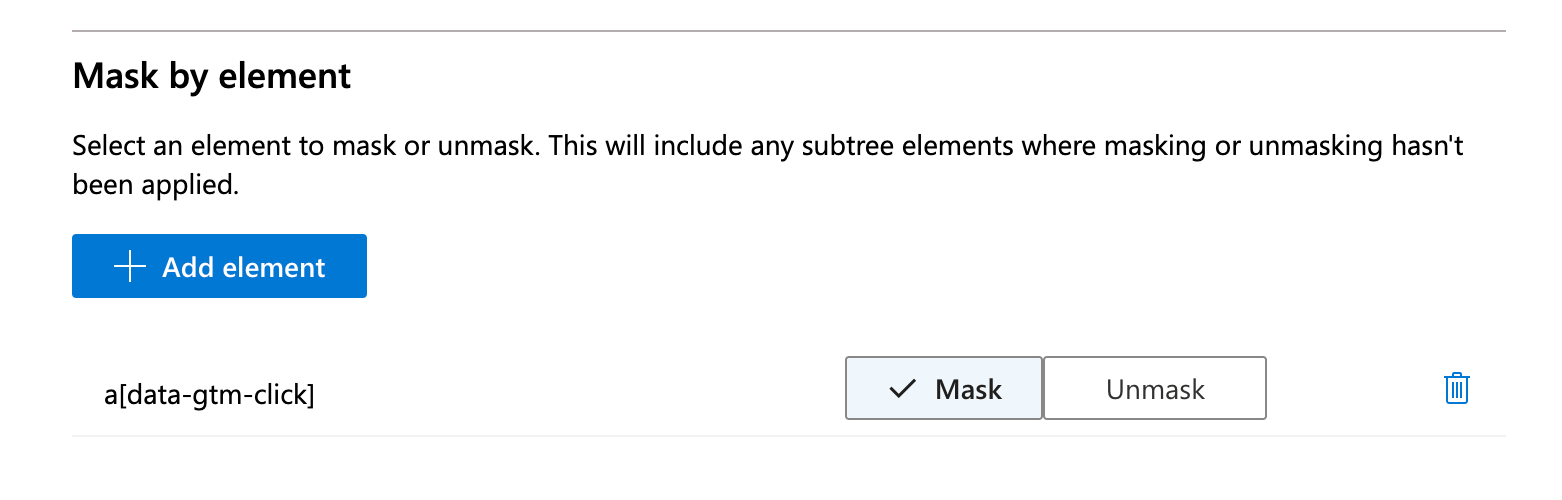 Mask by element
Select an element to mask or unmask. This will include any subtree elements where masking or unmasking hasn't
been applied.
Add element
a[data-gtm-click]
Mask
Unmask